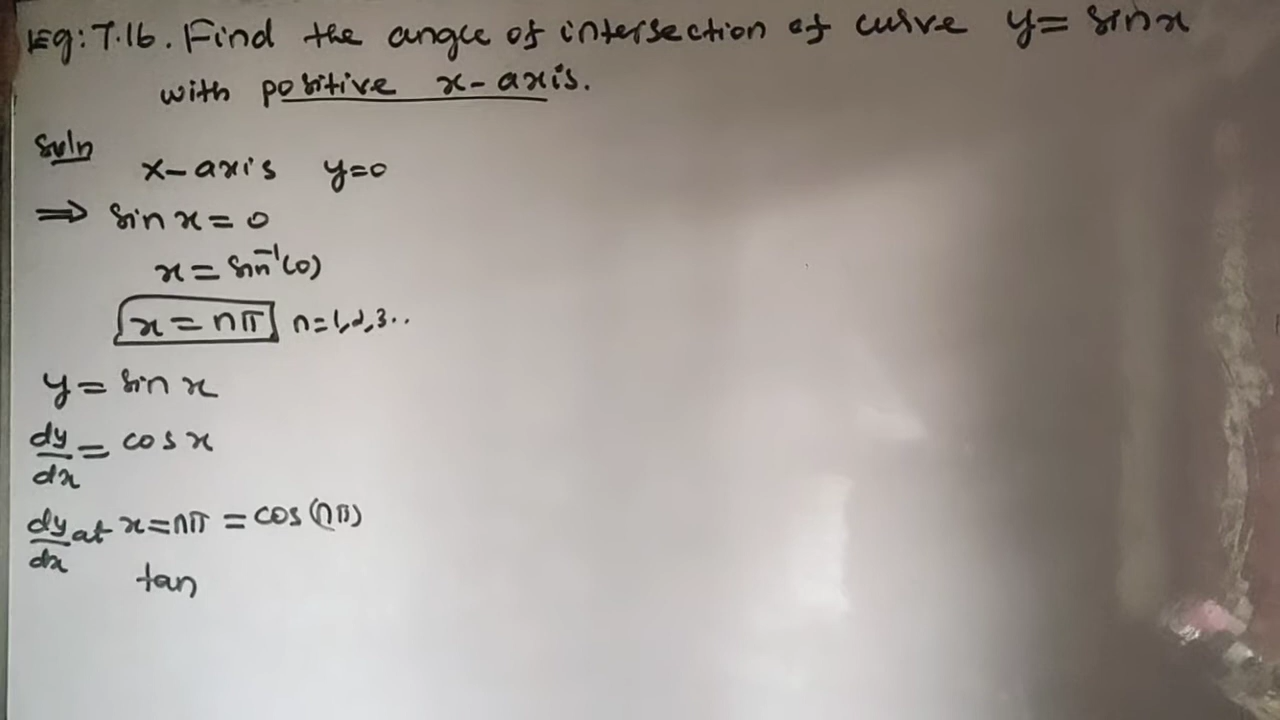 Eg: 7.16. Find the angle of intersection of curve y = sin x
with positive x-axis.
Soln
x-axis y=0
⇒ sin x = 0
x = sin⁻¹(0)
x = nπ n=1,2,3..
y = sin x
dy/dx = cos x
dy/dx at x=nπ = cos(nπ)
tan